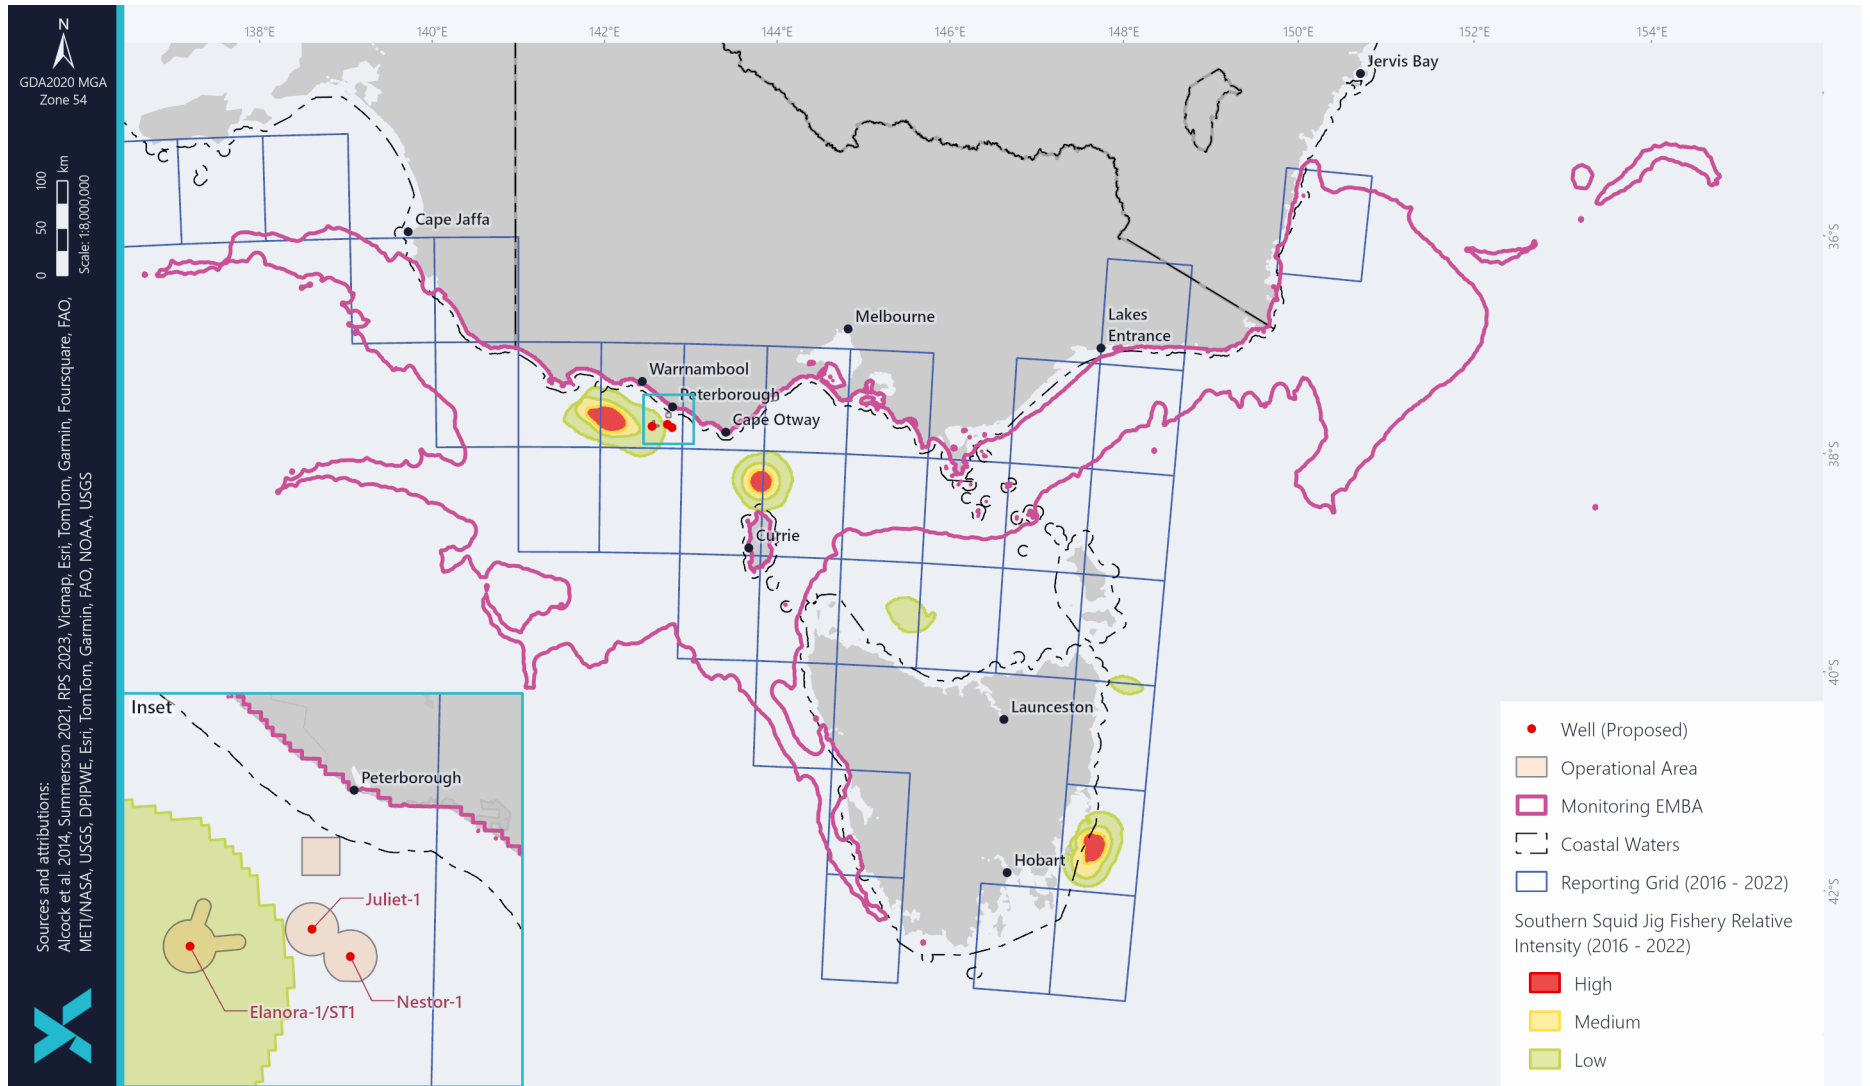 N
GDA2020 MGA
Zone 54
0 50 100 km
Scale: 1:8,000,000
Sources and attributions:
Alcock et al. 2014, Summerson 2021, RPS 2023, Vicmap, Esri, TomTom, Garmin, Foursquare, FAO,
METI/NASA, USGS, DPIPWE, Esri, TomTom, Garmin, FAO, NOAA, USGS
138°E 140°E 142°E 144°E 146°E 148°E 150°E 152°E 154°E
36°S
38°S
40°S
42°S
Jervis Bay
Cape Jaffa
Melbourne
Lakes
Entrance
Warrnambool
Peterborough
Cape Otway
Currie
Launceston
Hobart
Inset
Peterborough
Juliet-1
Nestor-1
Elanora-1/ST1
Well (Proposed)
Operational Area
Monitoring EMBA
Coastal Waters
Reporting Grid (2016 - 2022)
Southern Squid Jig Fishery Relative
Intensity (2016 - 2022)
High
Medium
Low